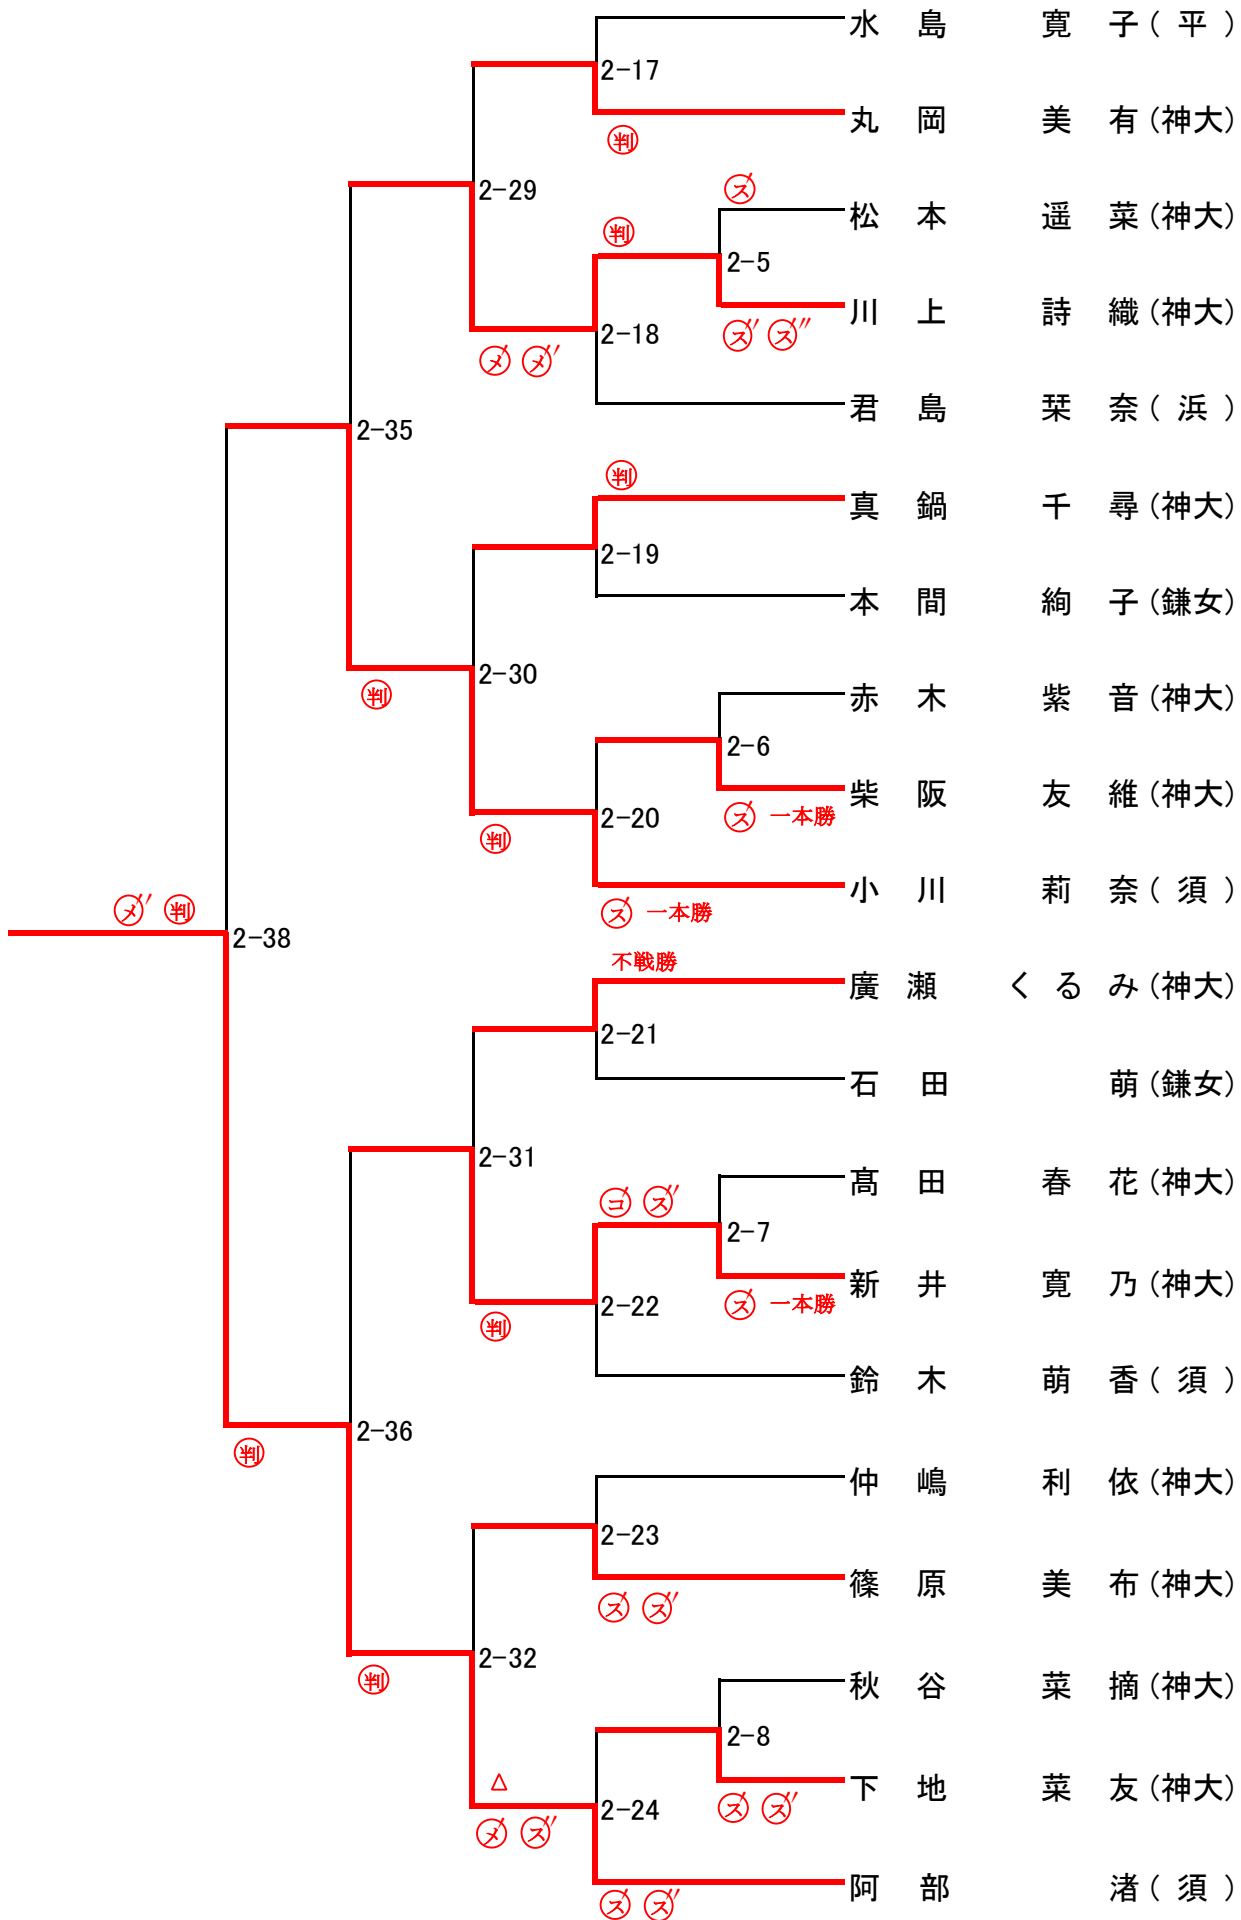 水島 寛子(平)
2-17
丸岡 美有(神大)
判
ス
2-29
松本 遥菜(神大)
判
2-5
川上 詩織(神大)
ス ス
2-18
メ メ
君島 栞奈(浜)
2-35
判
真鍋 千尋(神大)
2-19
本間 絢子(鎌女)
2-30
判
赤木 紫音(神大)
2-6
柴阪 友維(神大)
ス 一本勝
2-20
判
小川 莉奈(須)
ス 一本勝
メ 判
2-38
不戦勝
廣瀬 くるみ(神大)
2-21
石田 萌(鎌女)
2-31
髙田 春花(神大)
コ ス
2-7
新井 寛乃(神大)
ス 一本勝
2-22
判
鈴木 萌香(須)
2-36
判
仲嶋 利依(神大)
2-23
篠原 美布(神大)
ス ス
2-32
判
秋谷 菜摘(神大)
2-8
下地 菜友(神大)
ス ス
△
2-24
メ ス
阿部 渚(須)
ス ス